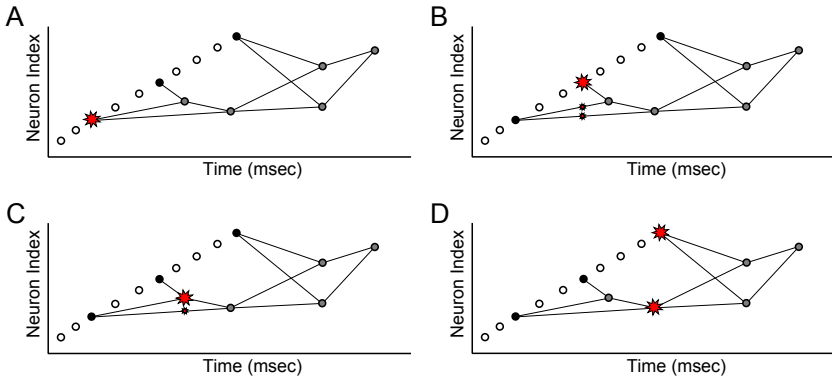 A
Neuron Index
Time (msec)
B
Neuron Index
Time (msec)
C
Neuron Index
Time (msec)
D
Neuron Index
Time (msec)